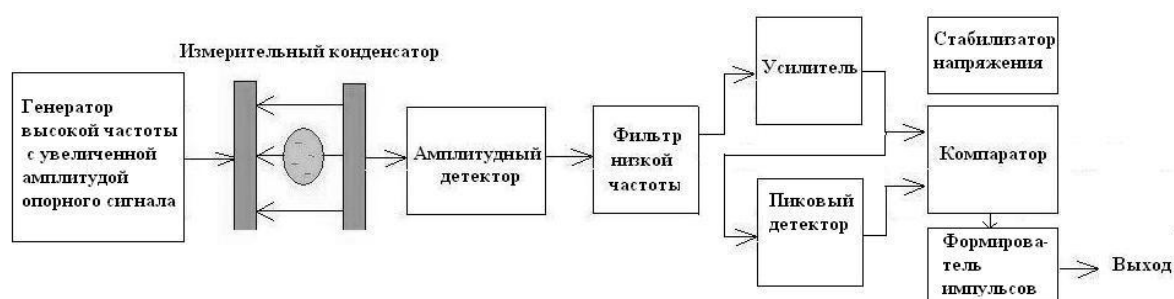 Измерительный конденсатор
Генератор
высокой частоты
с увеличенной
амплитудой
опорного сигнала
Амплитудный
детектор
Фильтр
низкой
частоты
Усилитель
Пиковый
детектор
Стабилизатор
напряжения
Компаратор
Формирова-
тель
импульсов
Выход